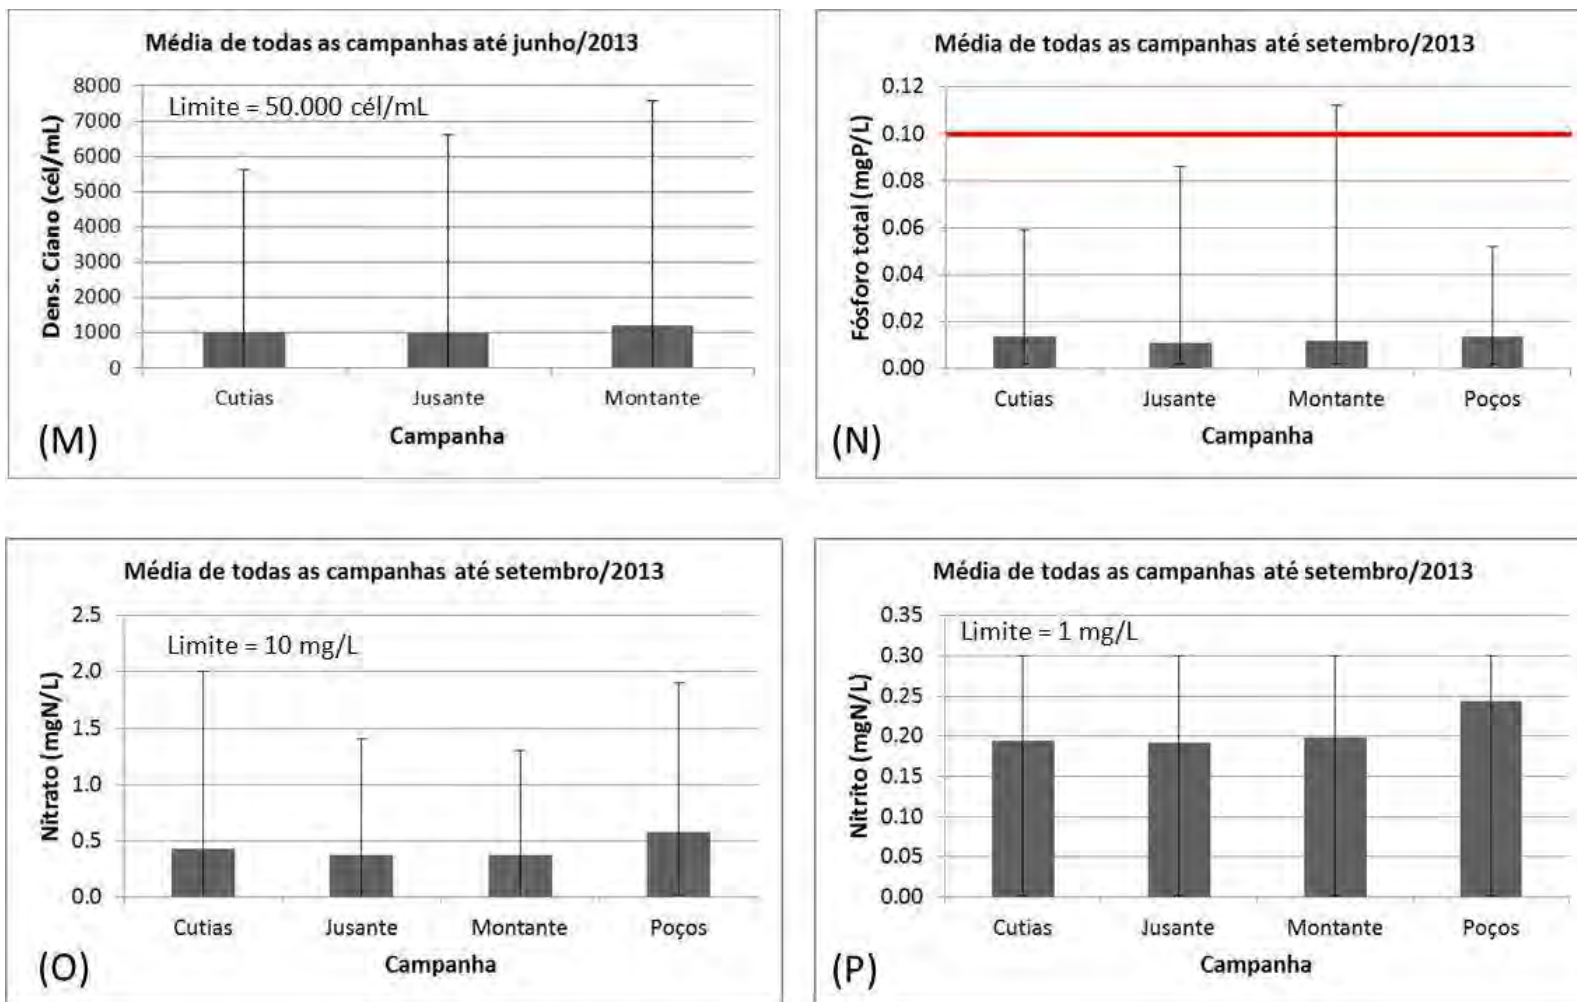 Média de todas as campanhas até junho/2013
Dens. Ciano (cél/mL)
8000
7000
6000
5000
4000
3000
2000
1000
0
Limite = 50.000 cél/mL
Cutias Jusante Montante
Campanha
(M)
Média de todas as campanhas até setembro/2013
Fósforo total (mgP/L)
0.12
0.10
0.08
0.06
0.04
0.02
0.00
Cutias Jusante Montante Poços
Campanha
(N)
Média de todas as campanhas até setembro/2013
Nitrato (mgN/L)
2.5
2.0
1.5
1.0
0.5
0.0
Limite = 10 mg/L
Cutias Jusante Montante Poços
Campanha
(O)
Média de todas as campanhas até setembro/2013
Nitrito (mgN/L)
0.35
0.30
0.25
0.20
0.15
0.10
0.05
0.00
Limite = 1 mg/L
Cutias Jusante Montante Poços
Campanha
(P)